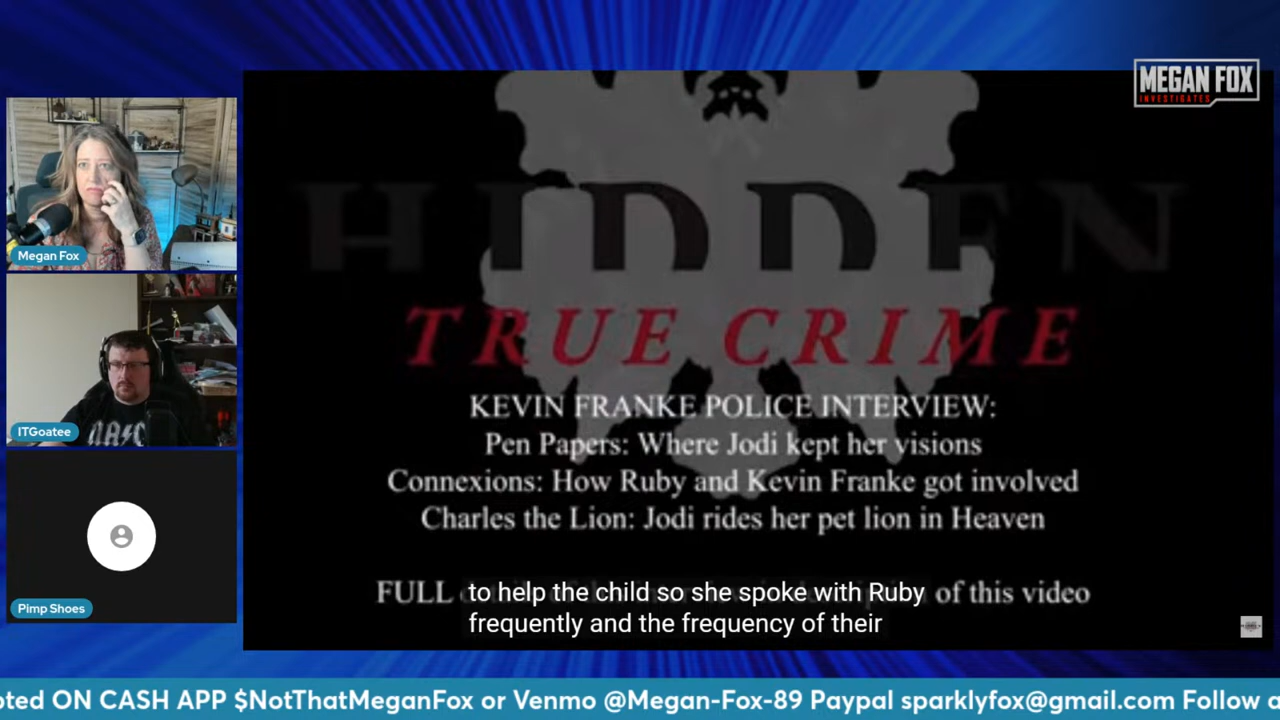 MEGAN FOX
INVESTIGATES
HIDDEN
TRUE CRIME
KEVIN FRANKE POLICE INTERVIEW:
Pen Papers: Where Jodi kept her visions
Connexions: How Ruby and Kevin Franke got involved
Charles the Lion: Jodi rides her pet lion in Heaven
FULL of this video
to help the child so she spoke with Ruby
frequently and the frequency of their
Megan Fox
ITGoatee
Pimp Shoes
ON CASH APP $NotThatMeganFox or Venmo @Megan-Fox-89 Paypal sparklyfox@gmail.com Follow